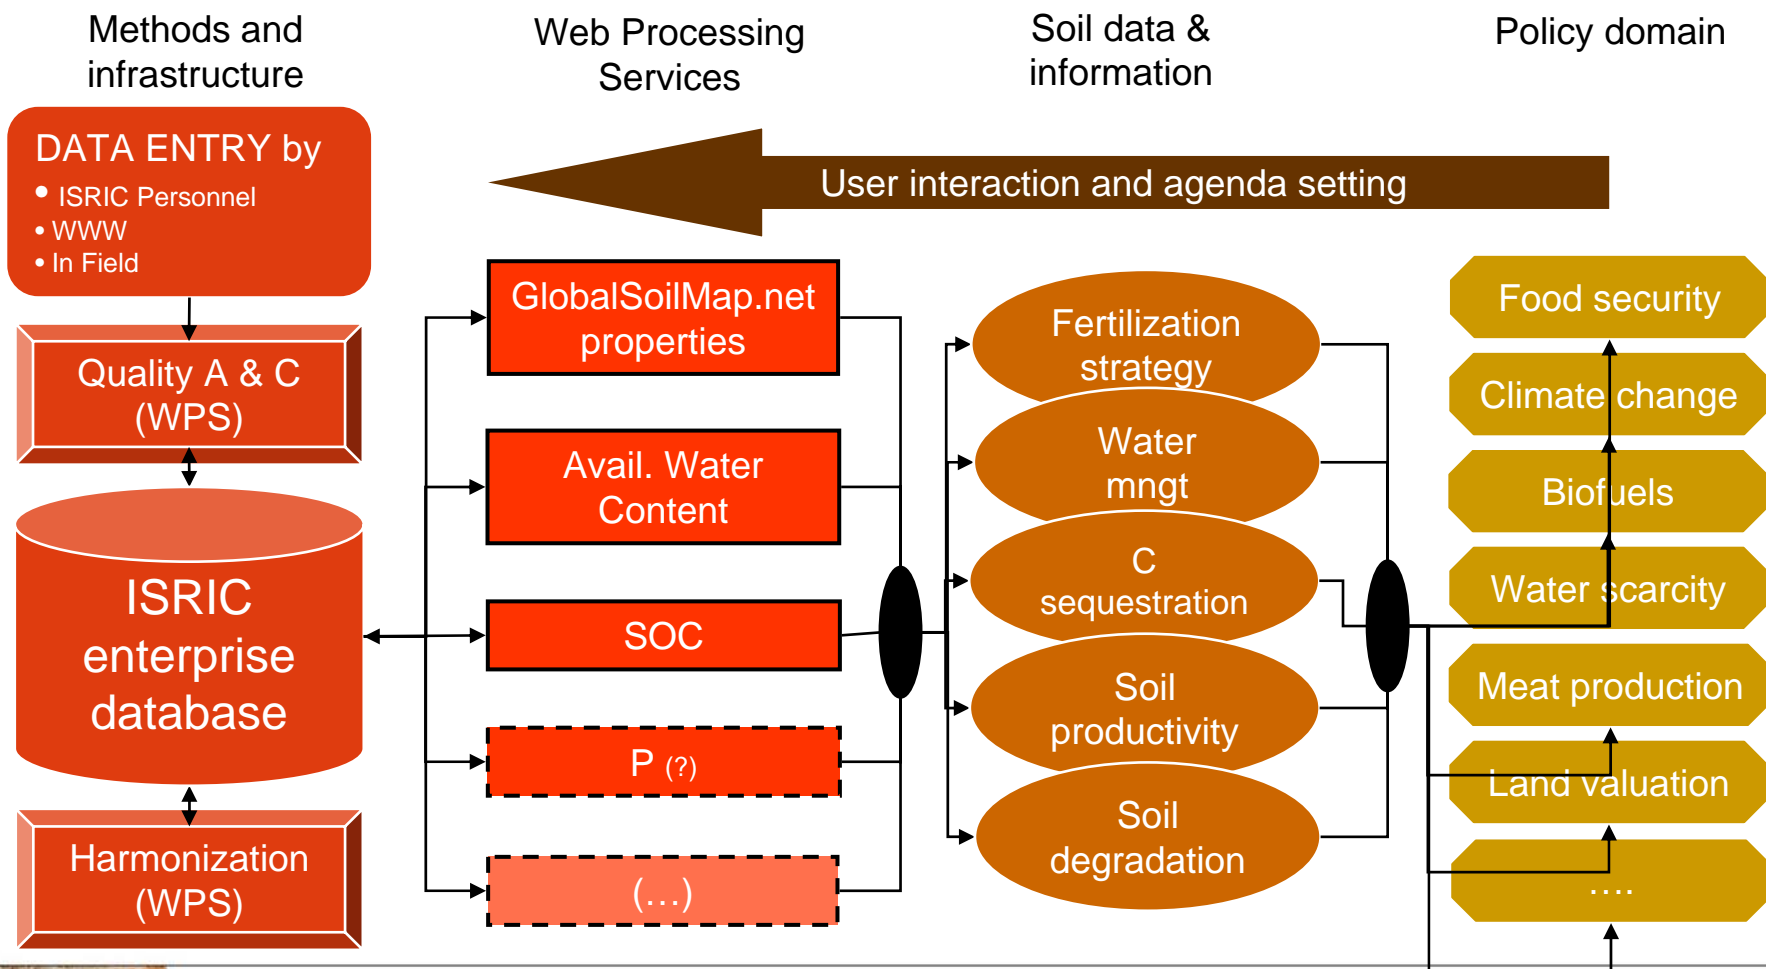 Methods and
infrastructure
Web Processing
Services
Soil data &
information
Policy domain
DATA ENTRY by
• ISRIC Personnel
• WWW
• In Field
User interaction and agenda setting
Quality A & C
(WPS)
ISRIC
enterprise
database
Harmonization
(WPS)
GlobalSoilMap.net
properties
Avail. Water
Content
SOC
P (?)
(...)
Fertilization
strategy
Water
mngt
C
sequestration
Soil
productivity
Soil
degradation
Food security
Climate change
Biofuels
Water scarcity
Meat production
Land valuation
....